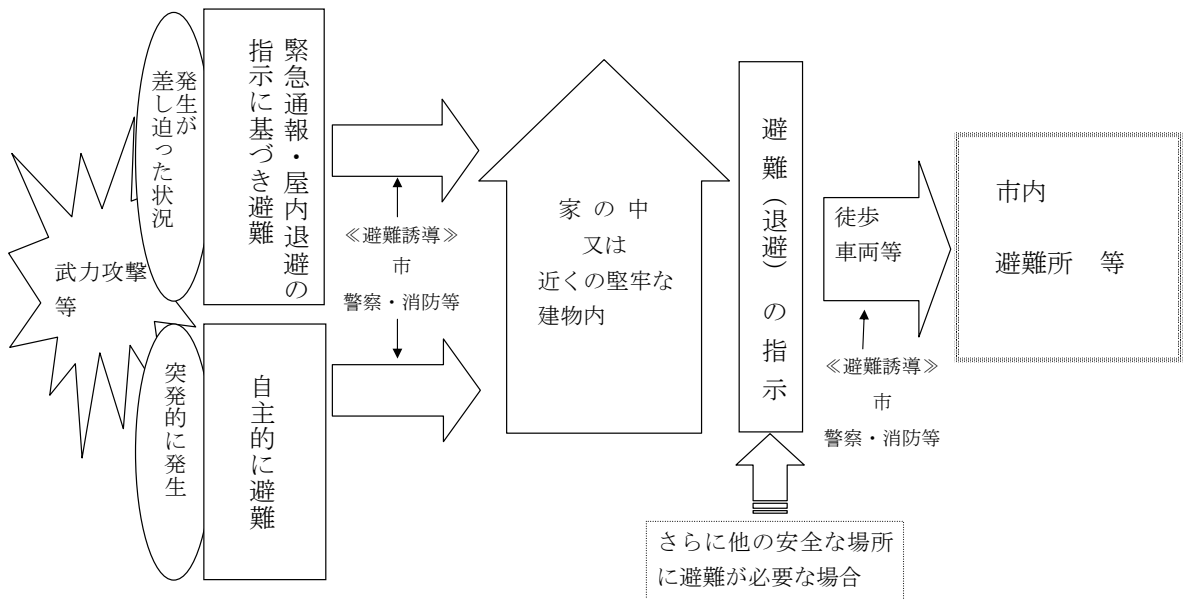 武力攻撃
等
発生が
差し迫った状況
緊急通報・屋内退避の
指示に基づき避難
突発的に発生
自主的に避難
≪避難誘導≫
市
警察・消防等
家の中
又は
近くの堅牢な
建物内
避難（退避）の指示
さらに他の安全な場所
に避難が必要な場合
徒歩
車両等
≪避難誘導≫
市
警察・消防等
市内
避難所　等